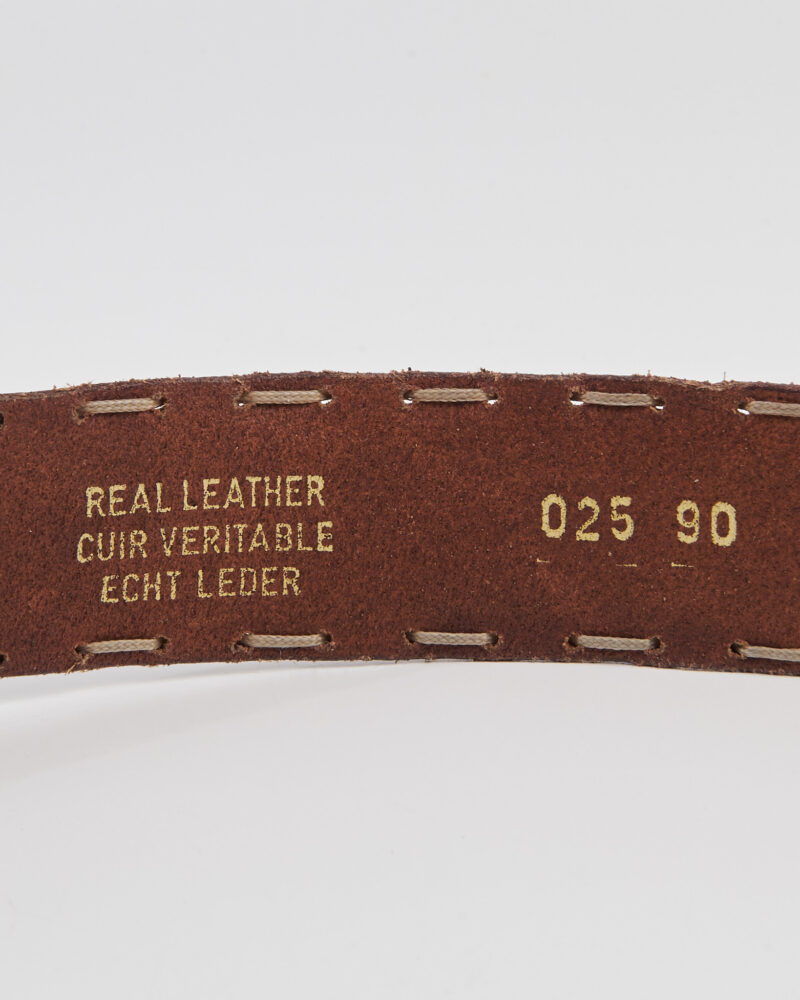 REAL LEATHER
CUIR VERITABLE
ECHT LEDER
025 90